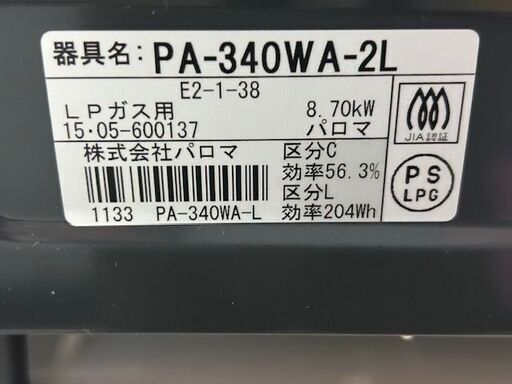 器具名: PA-340WA-2L
E2-1-38
LPガス用 8.70kW
15・05-600137 パロマ
JIA認証
株式会社パロマ 区分C
効率56.3%
区分L
1133 PA-340WA-L 効率204Wh
PS
LPG